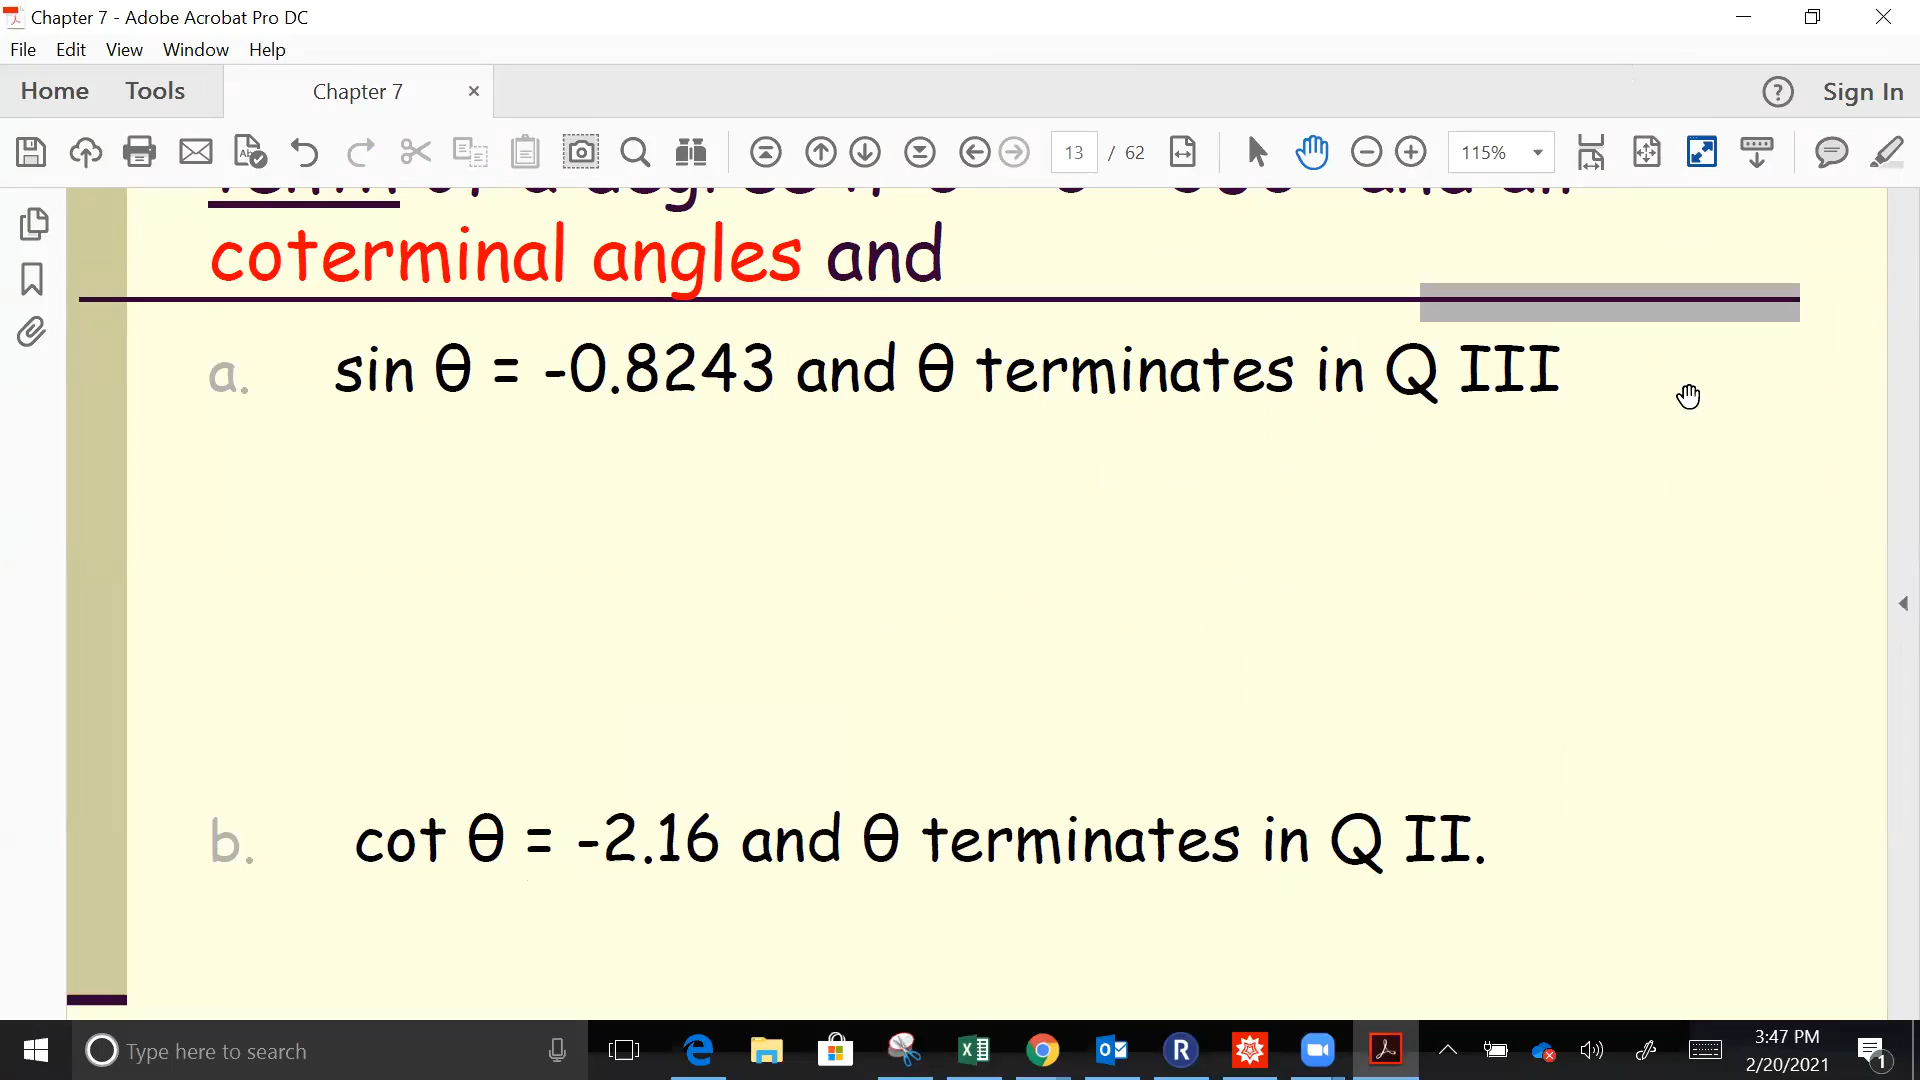 Chapter 7 - Adobe Acrobat Pro DC
File Edit View Window Help
Home Tools Chapter 7 × ? Sign In
13 / 62 115%
coterminal angles and
a. sin θ = -0.8243 and θ terminates in Q III
b. cot θ = -2.16 and θ terminates in Q II.
Type here to search
3:47 PM
2/20/2021
1